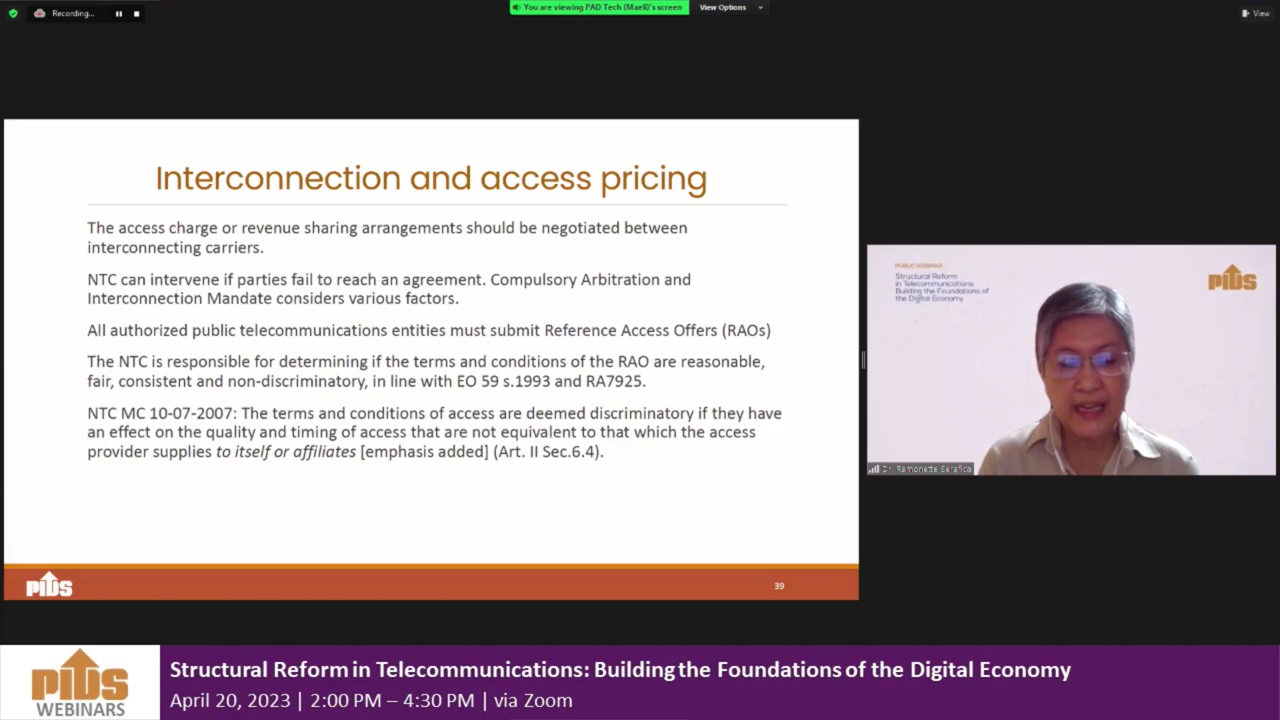 Recording...
You are viewing PAD Tech (Maeli)'s screen
View Options
View
Interconnection and access pricing
The access charge or revenue sharing arrangements should be negotiated between
interconnecting carriers.
NTC can intervene if parties fail to reach an agreement. Compulsory Arbitration and
Interconnection Mandate considers various factors.
All authorized public telecommunications entities must submit Reference Access Offers (RAOs)
The NTC is responsible for determining if the terms and conditions of the RAO are reasonable,
fair, consistent and non-discriminatory, in line with EO 59 s.1993 and RA7925.
NTC MC 10-07-2007: The terms and conditions of access are deemed discriminatory if they have
an effect on the quality and timing of access that are not equivalent to that which the access
provider supplies to itself or affiliates [emphasis added] (Art. II Sec.6.4).
PIDS
39
PUBLIC WEBINAR
Structural Reform
in Telecommunications:
Building the Foundations of
the Digital Economy
PIDS
Dr. Ramonette Serafica
PIDS
WEBINARS
Structural Reform in Telecommunications: Building the Foundations of the Digital Economy
April 20, 2023 | 2:00 PM – 4:30 PM | via Zoom